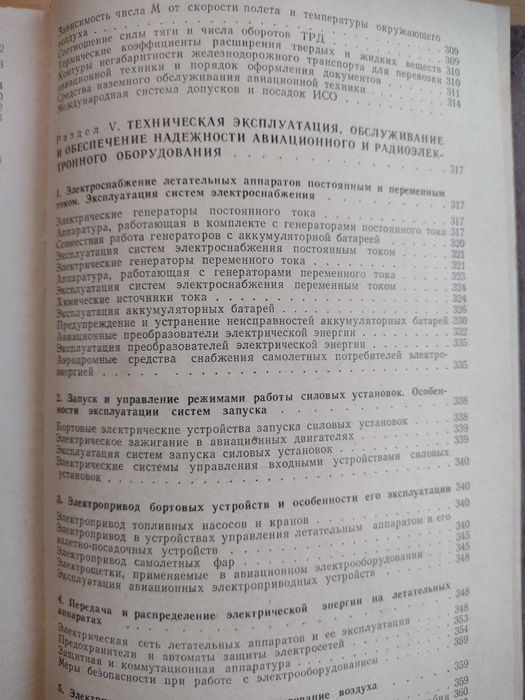 Зависимость числа М от скорости полета и температуры окружающего
воздуха . . . 309
Соотношение силы тяги и числа оборотов ТРД . . . 309
Термические коэффициенты расширения твердых и жидких веществ 310
Контуры негабаритности железнодорожного транспорта для перевозки
авиационной техники и порядок оформления документов . . . 310
Средства наземного обслуживания авиационной техники . . . 311
Международная система допусков и посадок ИСО . . . 314
Раздел V. ТЕХНИЧЕСКАЯ ЭКСПЛУАТАЦИЯ, ОБСЛУЖИВАНИЕ
И ОБЕСПЕЧЕНИЕ НАДЕЖНОСТИ АВИАЦИОННОГО И РАДИОЭЛЕК-
ТРОННОГО ОБОРУДОВАНИЯ . . . 317
1. Электроснабжение летательных аппаратов постоянным и переменным
током. Эксплуатация систем электроснабжения . . . 317
Электрические генераторы постоянного тока . . . 317
Аппаратура, работающая в комплекте с генераторами постоянного тока 317
Совместная работа генераторов с аккумуляторной батареей . . . 320
Эксплуатация систем электроснабжения постоянным током . . . 321
Электрические генераторы переменного тока . . . 321
Аппаратура, работающая с генераторами переменного тока . . . 323
Эксплуатация систем электроснабжения переменным током . . . 324
Химические источники тока . . . 324
Эксплуатация аккумуляторных батарей . . . 326
Предупреждение и устранение неисправностей аккумуляторных батарей 330
Авиационные преобразователи электрической энергии . . . 332
Эксплуатация преобразователей электрической энергии . . . 335
Аэродромные средства снабжения самолетных потребителей электро-
энергией . . . 335
2. Запуск и управление режимами работы силовых установок. Особен-
ности эксплуатации систем запуска . . . 338
Бортовые электрические устройства запуска силовых установок . . . 338
Электрическое зажигание в авиационных двигателях . . . 339
Эксплуатация систем запуска силовых установок . . . 339
Электрические системы управления входными устройствами силовых
установок . . . 340
3. Электропривод бортовых устройств и особенности его эксплуатации 340
Электропривод топливных насосов и кранов . . . 340
Электропривод в устройствах управления летательным аппаратом и его
взлетно-посадочных устройств . . . 345
Электропривод самолетных фар . . . 345
Электрощетки, применяемые в авиационном электрооборудовании . . . 348
Эксплуатация авиационных электроприводных устройств
4. Передача и распределение электрической энергии на летательных
аппаратах . . . 348
Электрическая сеть летательных аппаратов и ее эксплуатация . . . 348
Предохранители и автоматы защиты электросетей . . . 353
Защитная и коммутационная аппаратура . . . 354
Меры безопасности при работе с электрооборудованием . . . 359
воздуха . . . 359
360